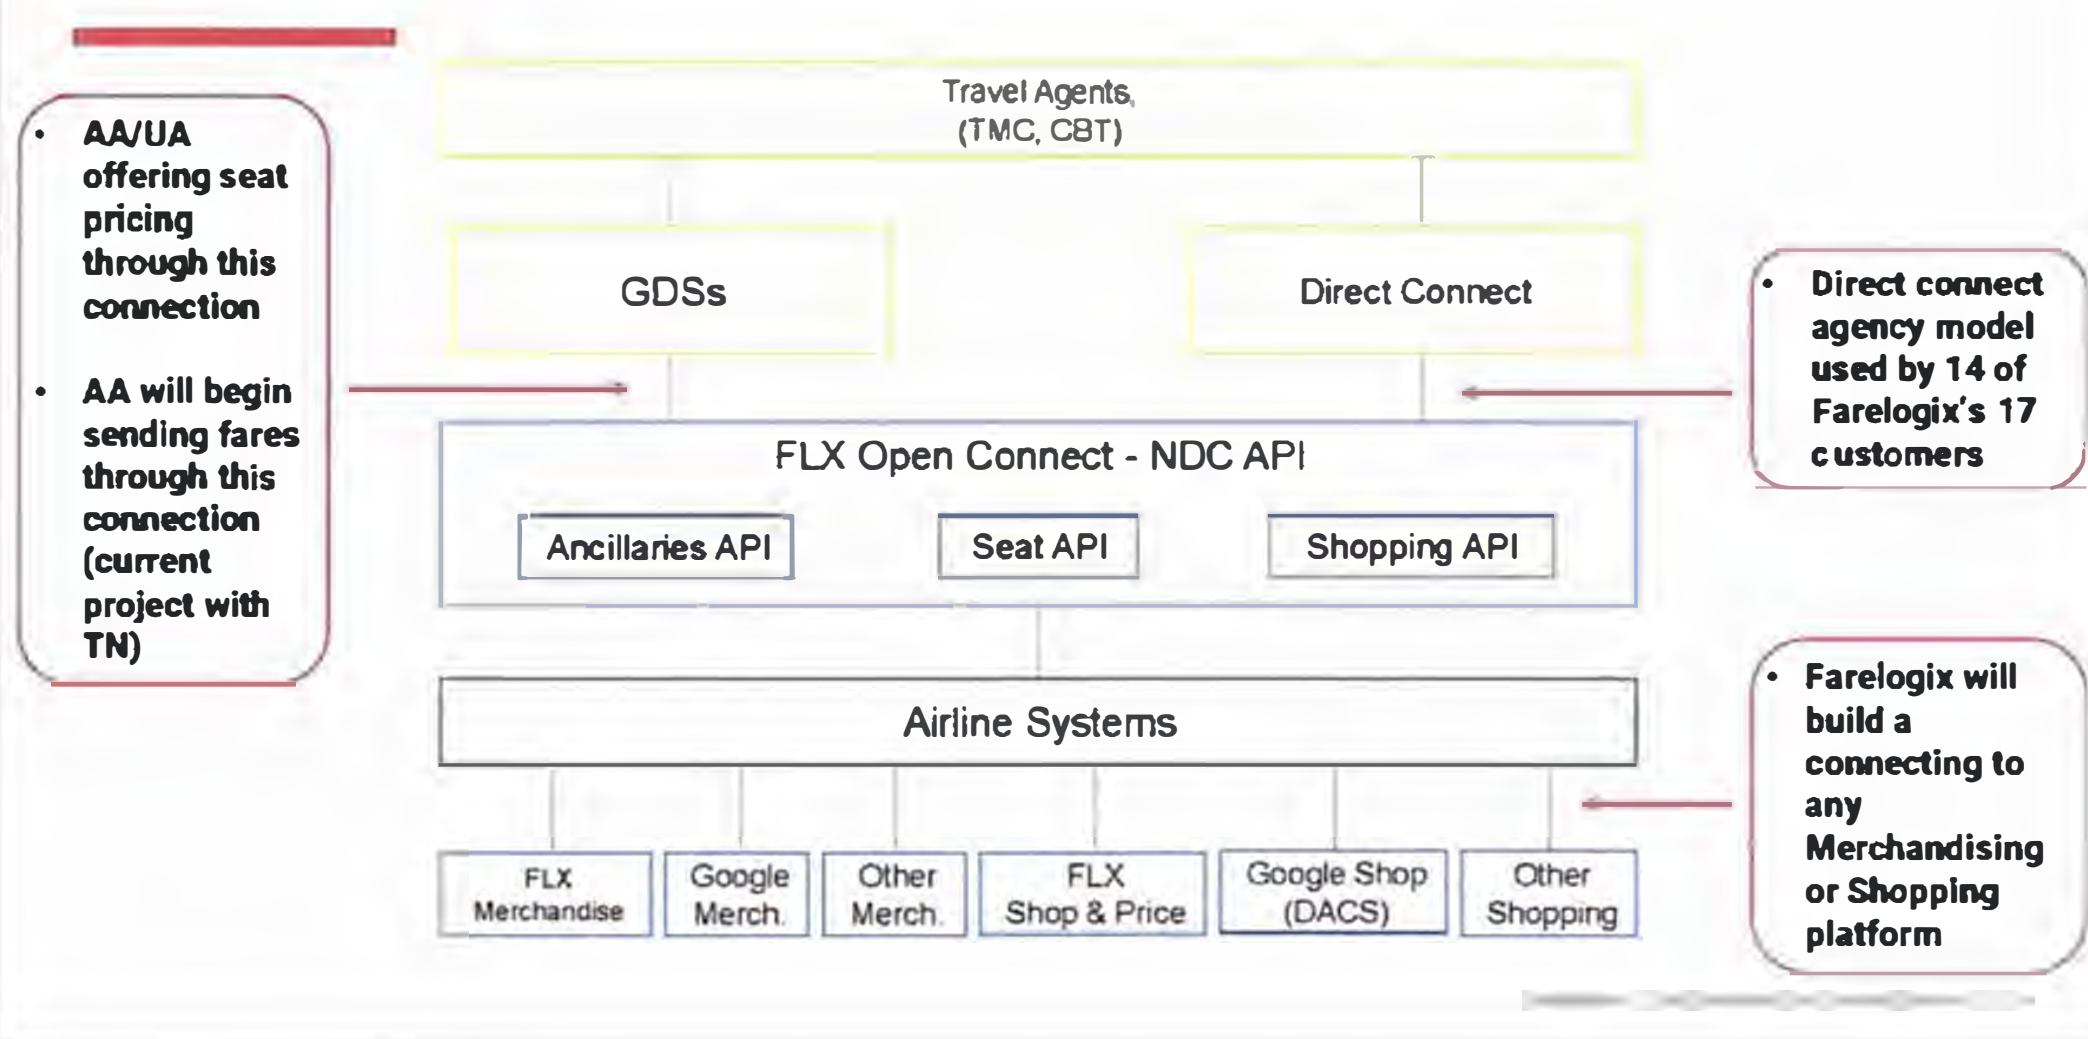 Travel Agents,
(TMC, CBT)
• AA/UA
offering seat
pricing
through this
connection
• AA will begin
sending fares
through this
connection
(current
project with
TN)
GDSs
Direct Connect
• Direct connect
agency model
used by 14 of
Farelogix's 17
customers
FLX Open Connect - NDC API
Ancillaries API
Seat API
Shopping API
Airline Systems
• Farelogix will
build a
connecting to
any
Merchandising
or Shopping
platform
FLX
Merchandise
Google
Merch.
Other
Merch.
FLX
Shop & Price
Google Shop
(DACS)
Other
Shopping